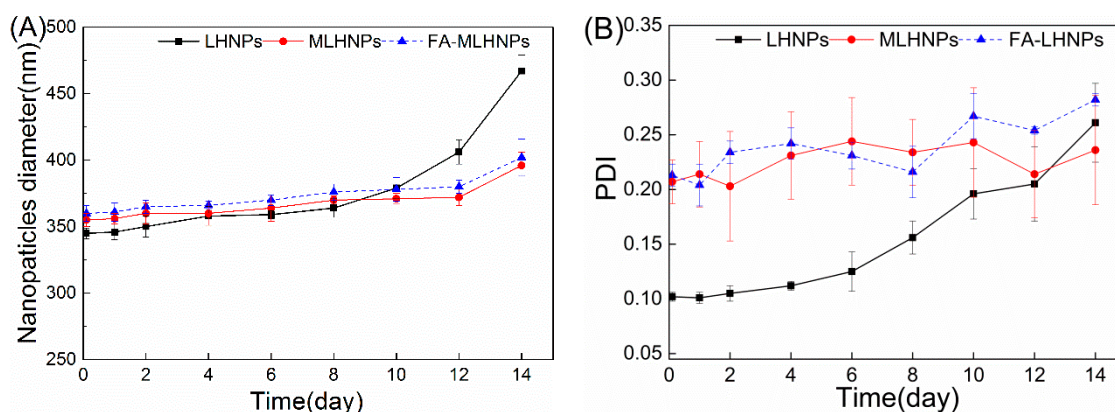 (A)
LHNPs MLHNPs FA-MLHNPs
Nanopaticles diameter(nm)
500
450
400
350
300
250
0 2 4 6 8 10 12 14
Time(day)
(B)
LHNPs MLHNPs FA-LHNPs
PDI
0.35
0.30
0.25
0.20
0.15
0.10
0.05
0 2 4 6 8 10 12 14
Time(day)